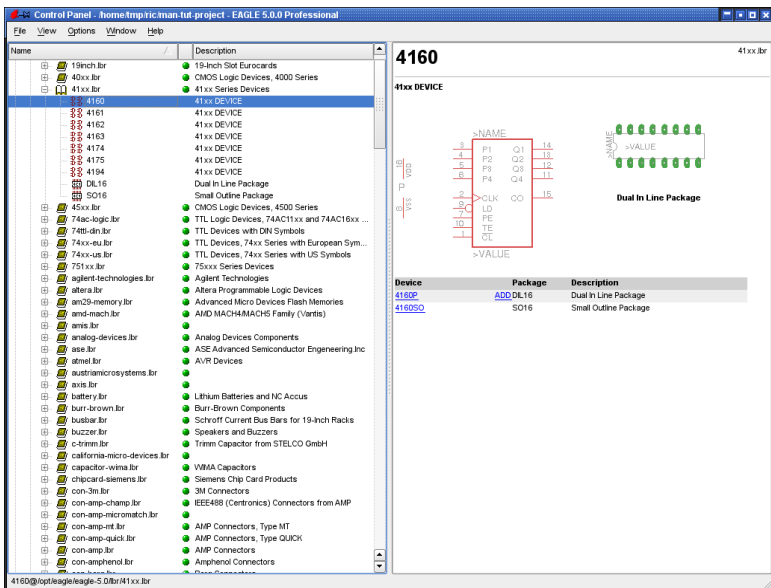 Control Panel - /home/tmp/ric/man-tut-project - EAGLE 5.0.0 Professional
File View Options Window Help
Name Description
19inch.lbr 19-Inch Slot Eurocards
40xx.lbr CMOS Logic Devices, 4000 Series
41xx.lbr 41xx Series Devices
4160 41xx DEVICE
4161 41xx DEVICE
4162 41xx DEVICE
4163 41xx DEVICE
4174 41xx DEVICE
4175 41xx DEVICE
4194 41xx DEVICE
DIL16 Dual In Line Package
SO16 Small Outline Package
45xx.lbr CMOS Logic Devices, 4500 Series
74ac-logic.lbr TTL Logic Devices, 74AC11xx and 74AC16xx ...
74ttl-din.lbr TTL Devices with DIN Symbols
74xx-eu.lbr TTL Devices, 74xx Series with European Sym...
74xx-us.lbr TTL Devices, 74xx Series with US Symbols
751xx.lbr 75xxx Series Devices
agilent-technologies.lbr Agilent Technologies
altera.lbr Altera Programmable Logic Devices
am29-memory.lbr Advanced Micro Devices Flash Memories
amd-mach.lbr AMD MACH4/MACH5 Family (Vantis)
amis.lbr
analog-devices.lbr Analog Devices Components
ase.lbr ASE Advanced Semiconductor Engeneering.Inc
atmel.lbr AVR Devices
austriamicrosystems.lbr
axis.lbr
battery.lbr Lithium Batteries and NC Accus
burr-brown.lbr Burr-Brown Components
busbar.lbr Schroff Current Bus Bars for 19-Inch Racks
buzzer.lbr Speakers and Buzzers
c-trimm.lbr Trimm Capacitor from STELCO GmbH
california-micro-devices.lbr
capacitor-wima.lbr WIMA Capacitors
chipcard-siemens.lbr Siemens Chip Card Products
con-3m.lbr 3M Connectors
con-amp-champ.lbr IEEE488 (Centronics) Connectors from AMP
con-amp-micromatch.lbr
con-amp-mt.lbr AMP Connectors, Type MT
con-amp-quick.lbr AMP Connectors, Type QUICK
con-amp.lbr AMP Connectors
con-amphenol.lbr Amphenol Connectors
4160 41xx.lbr
41xx DEVICE
>NAME
3 P1 Q1 14
4 P2 Q2 13
5 P3 Q3 12
6 P4 Q4 11
2 CLK CO 15
9 LD
7 PE
10 TE
1 CL
>VALUE
16 VDD
P
8 VSS
>NAME
>VALUE
Dual In Line Package
Device Package Description
4160P ADD DIL16 Dual In Line Package
4160SO SO16 Small Outline Package
4160@/opt/eagle/eagle-5.0/lbr/41xx.lbr